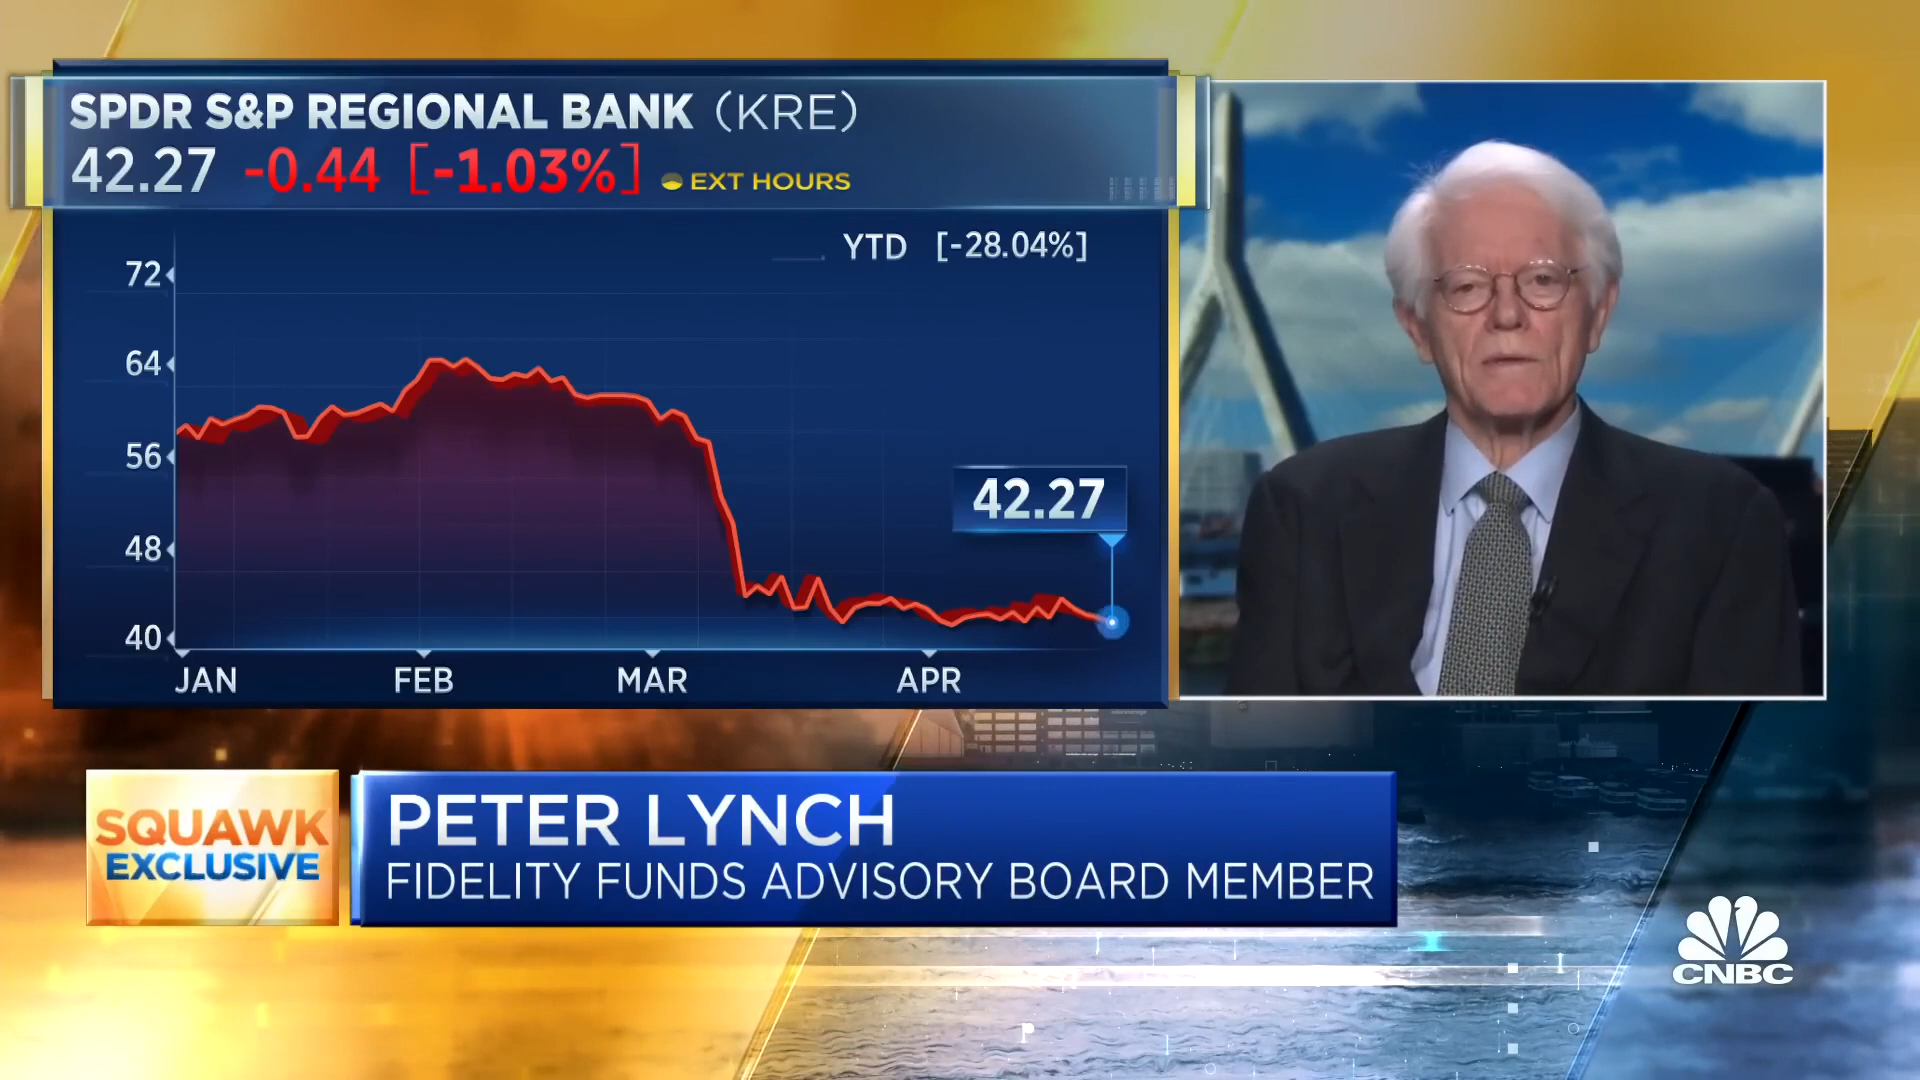 SPDR S&P REGIONAL BANK (KRE)
42.27 -0.44 [-1.03%] EXT HOURS
YTD [-28.04%]
72
64
56
48
40
42.27
JAN FEB MAR APR
SQUAWK
EXCLUSIVE
PETER LYNCH
FIDELITY FUNDS ADVISORY BOARD MEMBER
CNBC